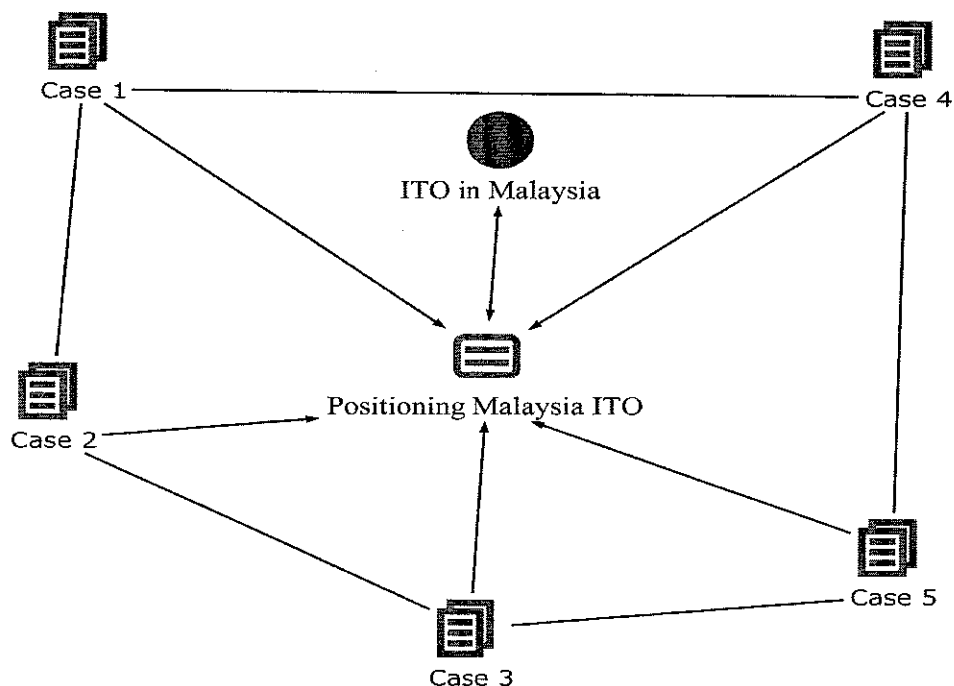 Case 1
Case 4
ITO in Malaysia
Positioning Malaysia ITO
Case 2
Case 5
Case 3